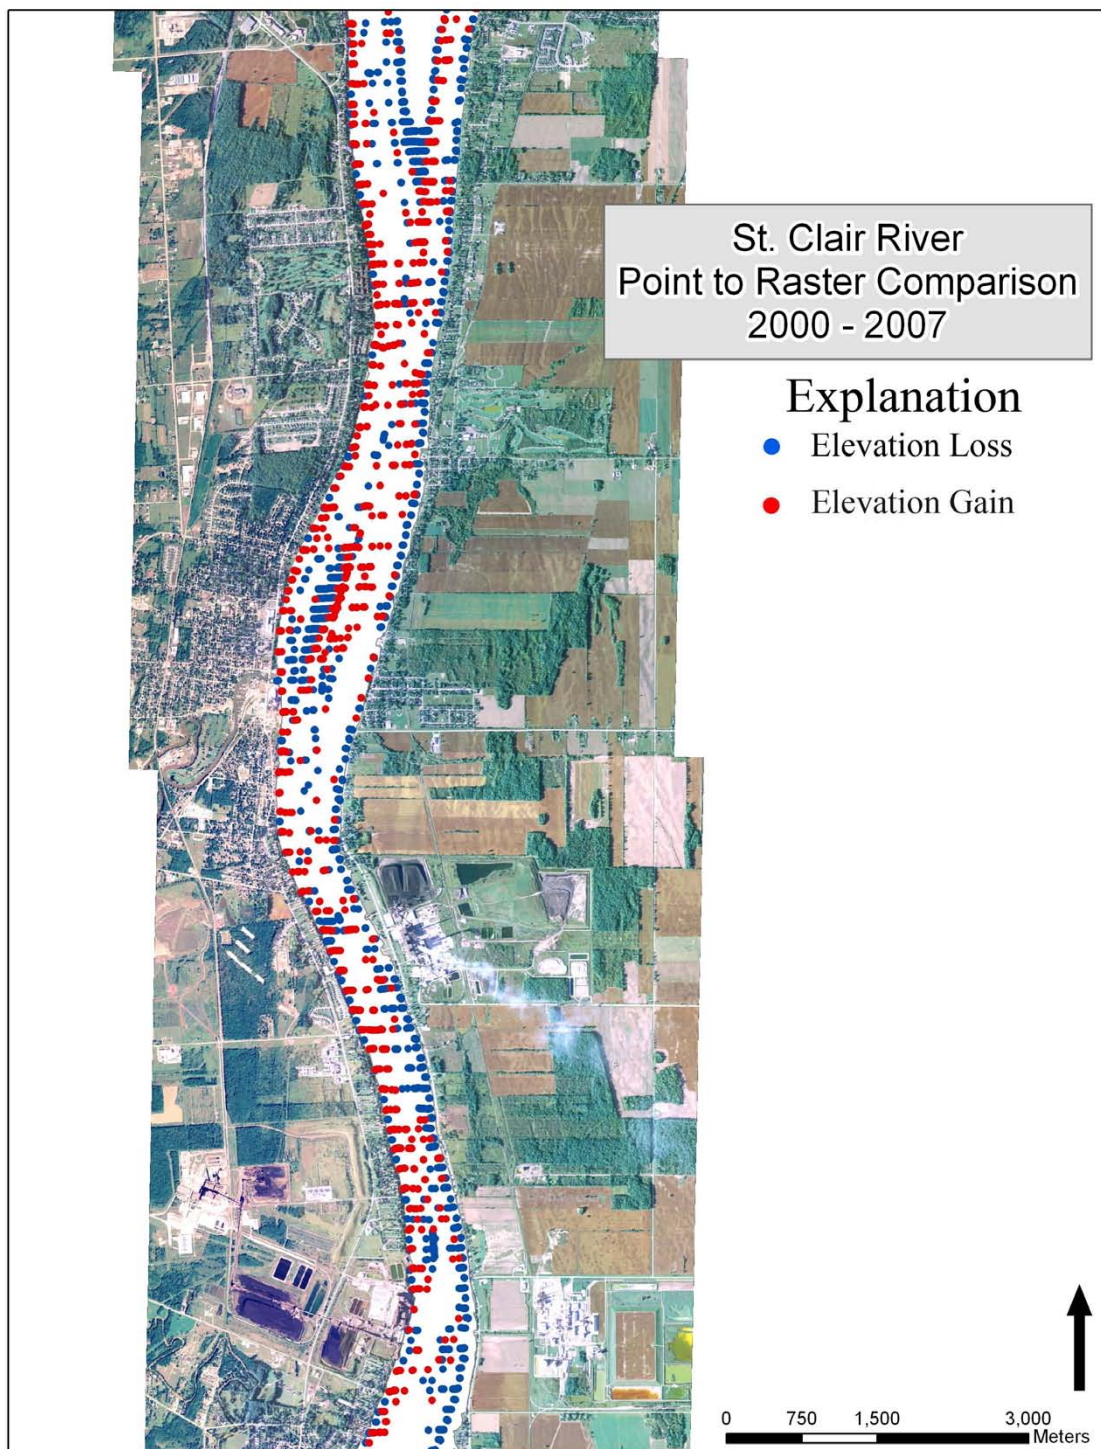 St. Clair River
Point to Raster Comparison
2000 - 2007
Explanation
Elevation Loss
Elevation Gain
0 750 1,500 3,000
Meters